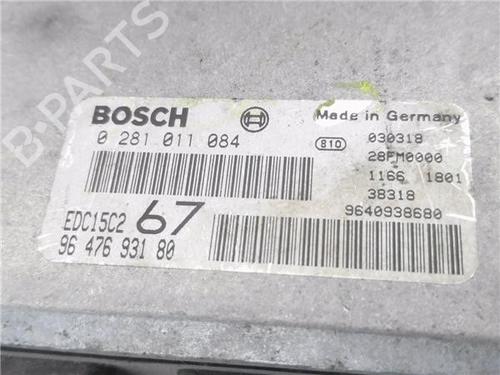 B-PARTS
BOSCH
Made in Germany
0 281 011 084
810
030318
28FM0000
1166 1801
38318
9640938680
EDC15C2 67
96 476 931 80